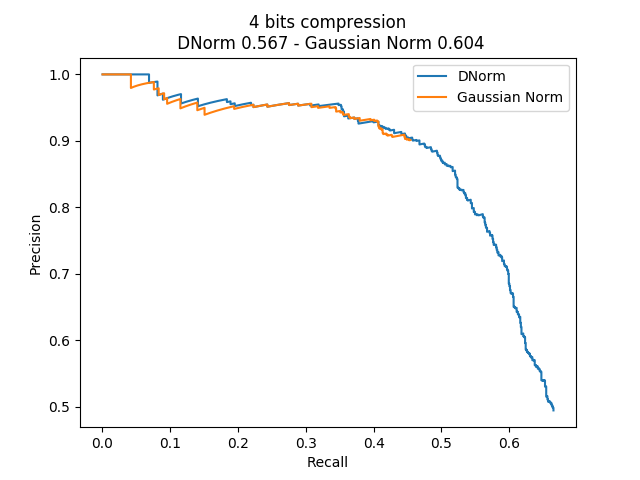 4 bits compression
DNorm 0.567 - Gaussian Norm 0.604
DNorm
Gaussian Norm
Precision
1.0
0.9
0.8
0.7
0.6
0.5
0.0 0.1 0.2 0.3 0.4 0.5 0.6
Recall